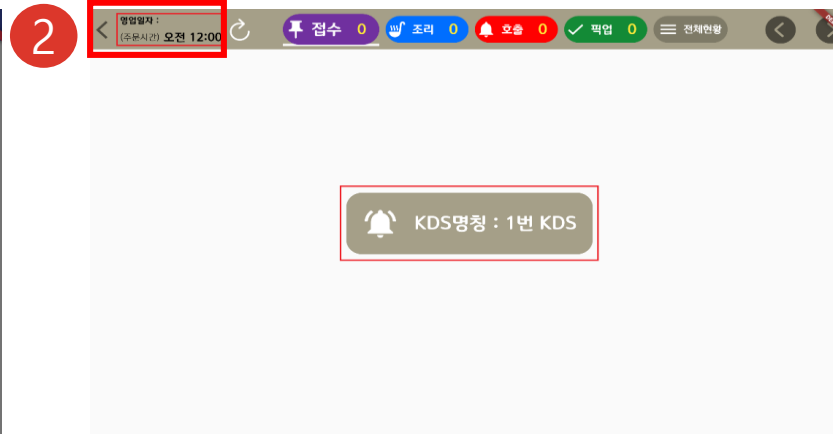 2
영업일자 :
(주문시간) 오전 12:00
접수 0
조리 0
호출 0
픽업 0
전체현황
KDS명칭 : 1번 KDS